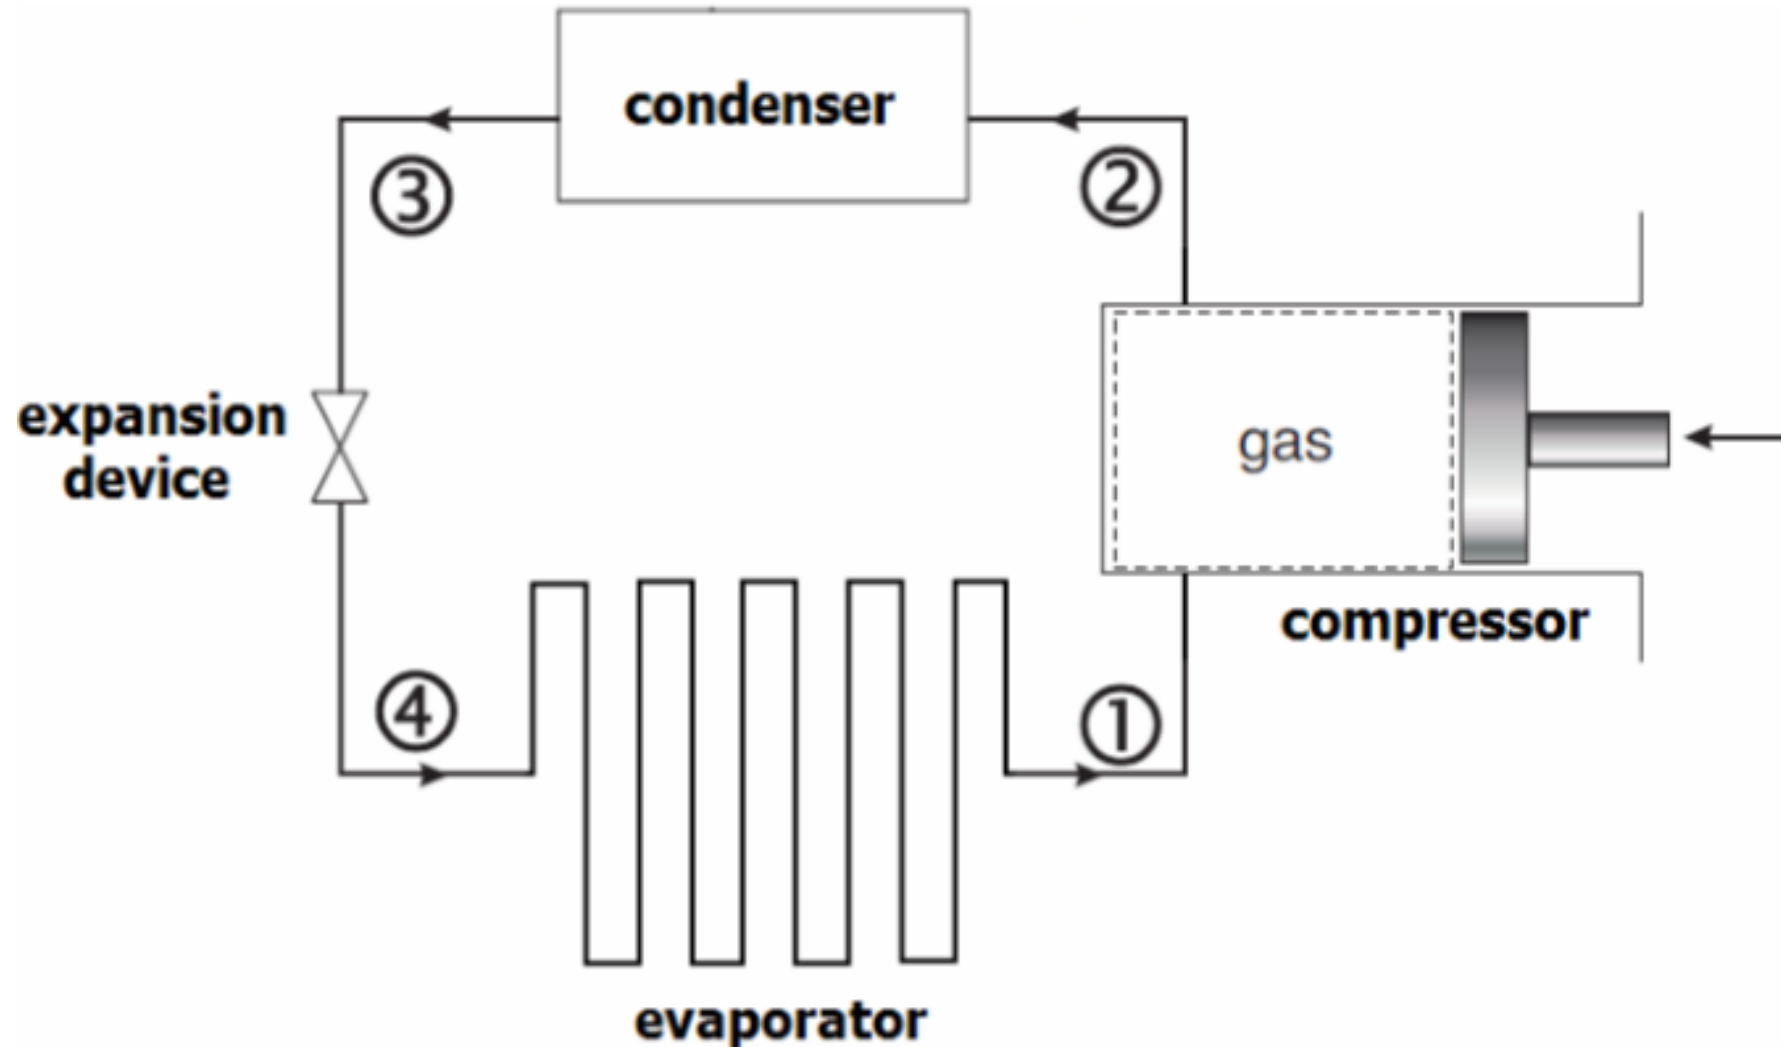 condenser
③
②
expansion
device
gas
compressor
④
①
evaporator